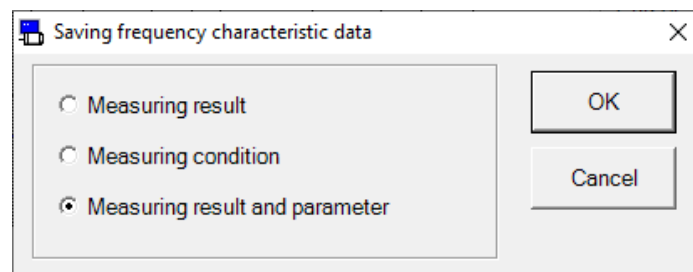 Saving frequency characteristic data
Measuring result
Measuring condition
Measuring result and parameter
OK
Cancel